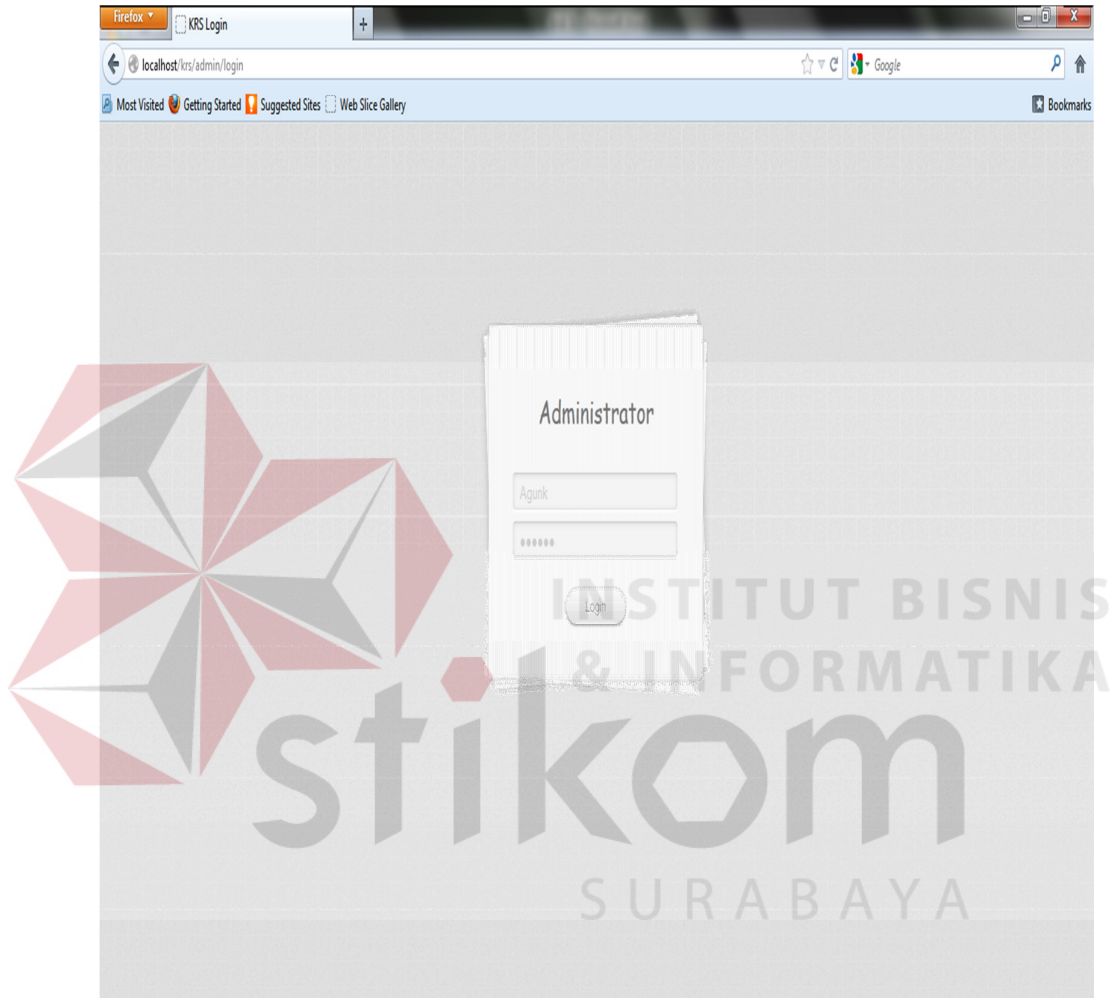 Firefox
KRS Login
+
localhost/krs/admin/login
Google
Most Visited Getting Started Suggested Sites Web Slice Gallery
Bookmarks
Administrator
Agunk
••••••
Login
INSTITUT BISNIS
& INFORMATIKA
stikom
SURABAYA